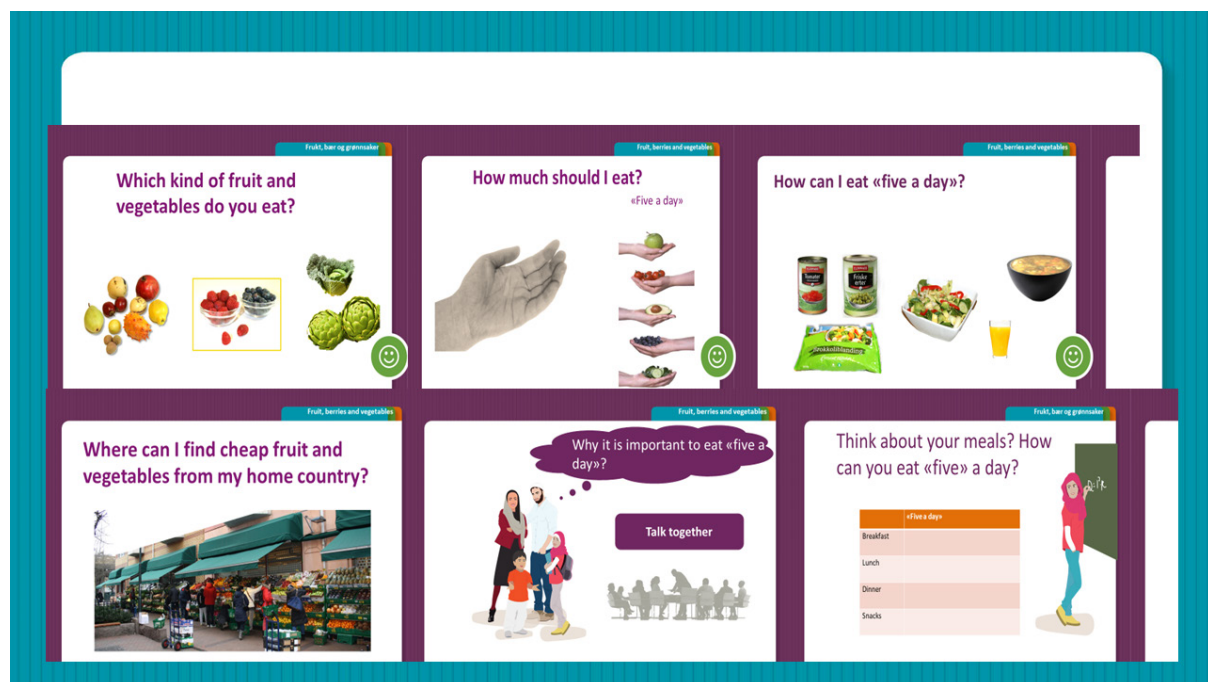 Frukt, bær og grønnsaker
Which kind of fruit and
vegetables do you eat?
Fruit, berries and vegetables
How much should I eat?
«Five a day»
Fruit, berries and vegetables
How can I eat «five a day»?
Tomater
Friske
erter
Brokkoliblanding
Fruit, berries and vegetables
Where can I find cheap fruit and
vegetables from my home country?
Fruit, berries and vegetables
Why it is important to eat «five a
day»?
Talk together
Frukt, bær og grønnsaker
Think about your meals? How
can you eat «five» a day?
«Five a day»
Breakfast
Lunch
Dinner
Snacks